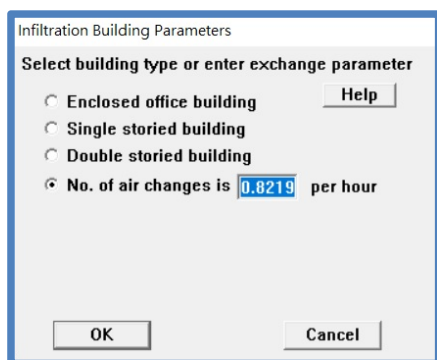 Infiltration Building Parameters
Select building type or enter exchange parameter
Enclosed office building
Help
Single storied building
Double storied building
No. of air changes is 0.8219 per hour
OK
Cancel